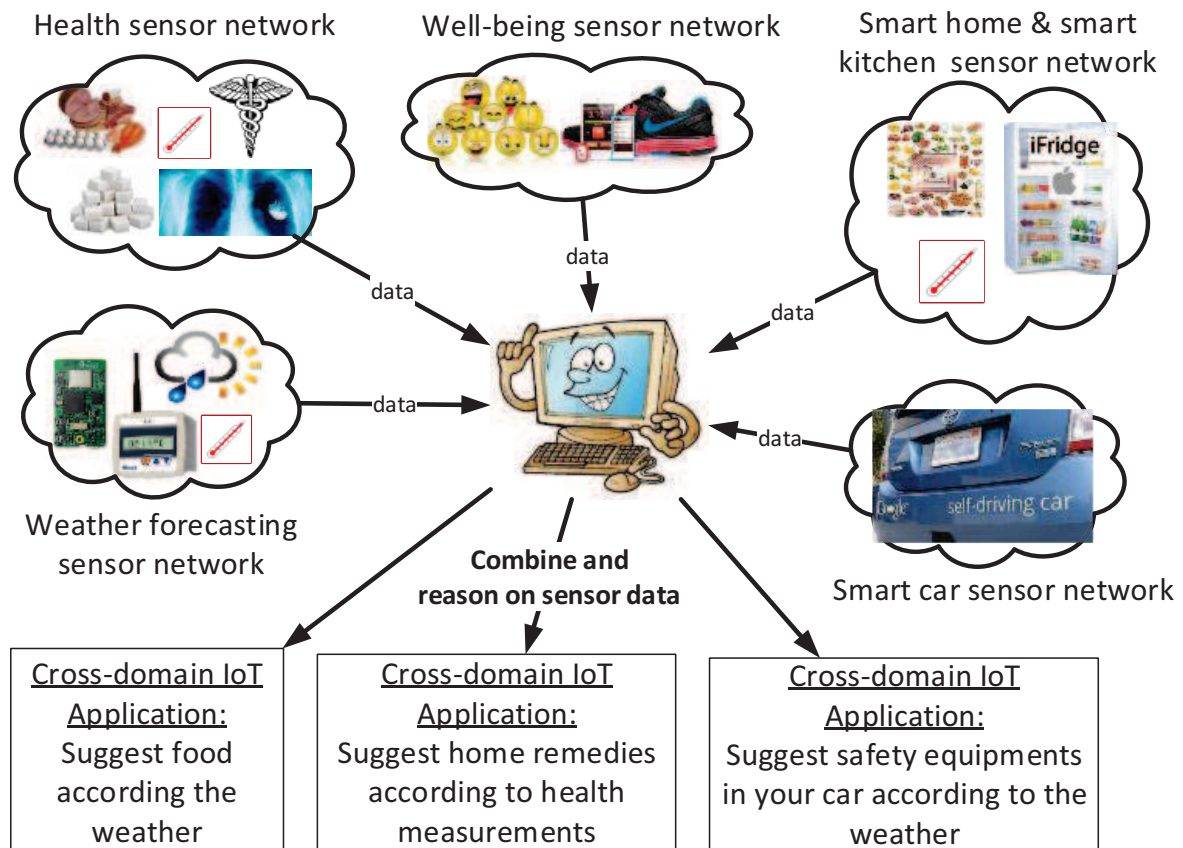 Health sensor network
Well-being sensor network
Smart home & smart
kitchen sensor network
iFridge
data
data
data
data
data
Google
self-driving car
Weather forecasting
sensor network
Smart car sensor network
Combine and
reason on sensor data
Cross-domain IoT
Application:
Suggest food
according the
weather
Cross-domain IoT
Application:
Suggest home remedies
according to health
measurements
Cross-domain IoT
Application:
Suggest safety equipments
in your car according to the
weather